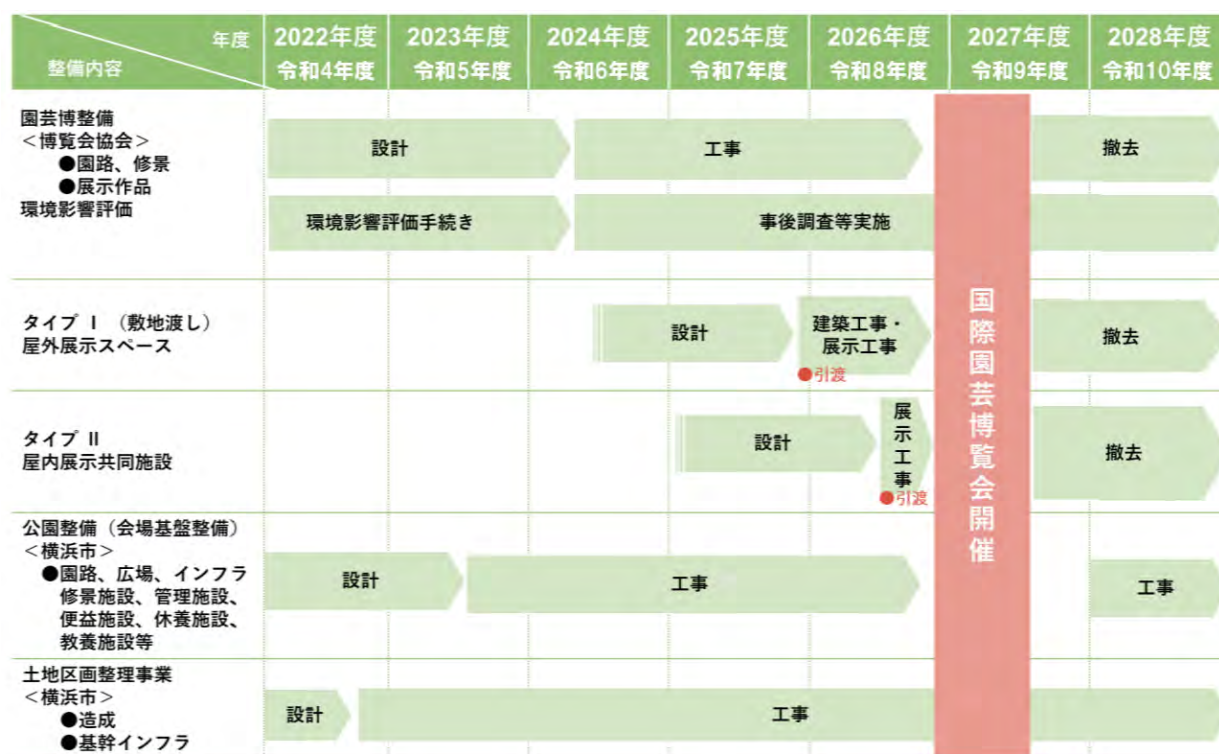 年度
整備内容
2022年度 2023年度 2024年度 2025年度 2026年度 2027年度 2028年度
令和4年度 令和5年度 令和6年度 令和7年度 令和8年度 令和9年度 令和10年度
園芸博整備
<博覧会協会>
●園路、修景
●展示作品
設計 工事 撤去
環境影響評価
環境影響評価手続き 事後調査等実施
タイプ Ⅰ (敷地渡し)
屋外展示スペース
設計
建築工事・
展示工事
●引渡
撤去
タイプ Ⅱ
屋内展示共同施設
設計
展示工事
●引渡
撤去
国際園芸博覧会開催
公園整備(会場基盤整備)
<横浜市>
●園路、広場、インフラ
修景施設、管理施設、
便益施設、休養施設、
教養施設等
設計 工事 工事
土地区画整理事業
<横浜市>
●造成
●基幹インフラ
設計 工事